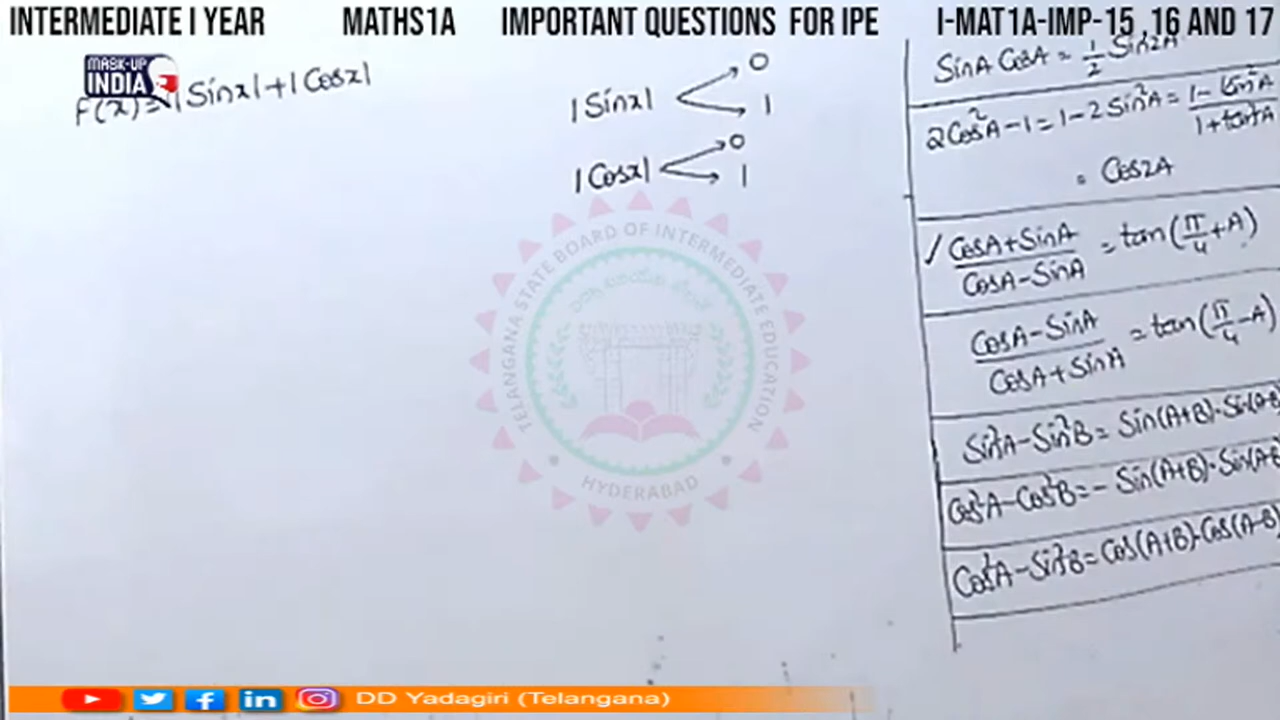 INTERMEDIATE I YEAR MATHS1A IMPORTANT QUESTIONS FOR IPE I-MAT1A-IMP-15 ,16 AND 17
MASK-UP
INDIA
F(x) = |Sinx| + |Cosx|
|Sinx| 0
1
|Cosx| 0
1
SinA CosA = 1/2 Sin2A
2Cos²A - 1 = 1 - 2Sin²A = 1 - tan²A / 1 + tan²A
= Cos2A
✓ CosA + SinA / CosA - SinA = tan(π/4 + A)
CosA - SinA / CosA + SinA = tan(π/4 - A)
Sin²A - Sin²B = Sin(A+B)·Sin(A-B
Cos²A - Cos²B = - Sin(A+B)·Sin(A-B
Cos²A - Sin²B = Cos(A+B)·Cos(A-B)
TELANGANA STATE BOARD OF INTERMEDIATE EDUCATION
HYDERABAD
in DD Yadagiri (Telangana)